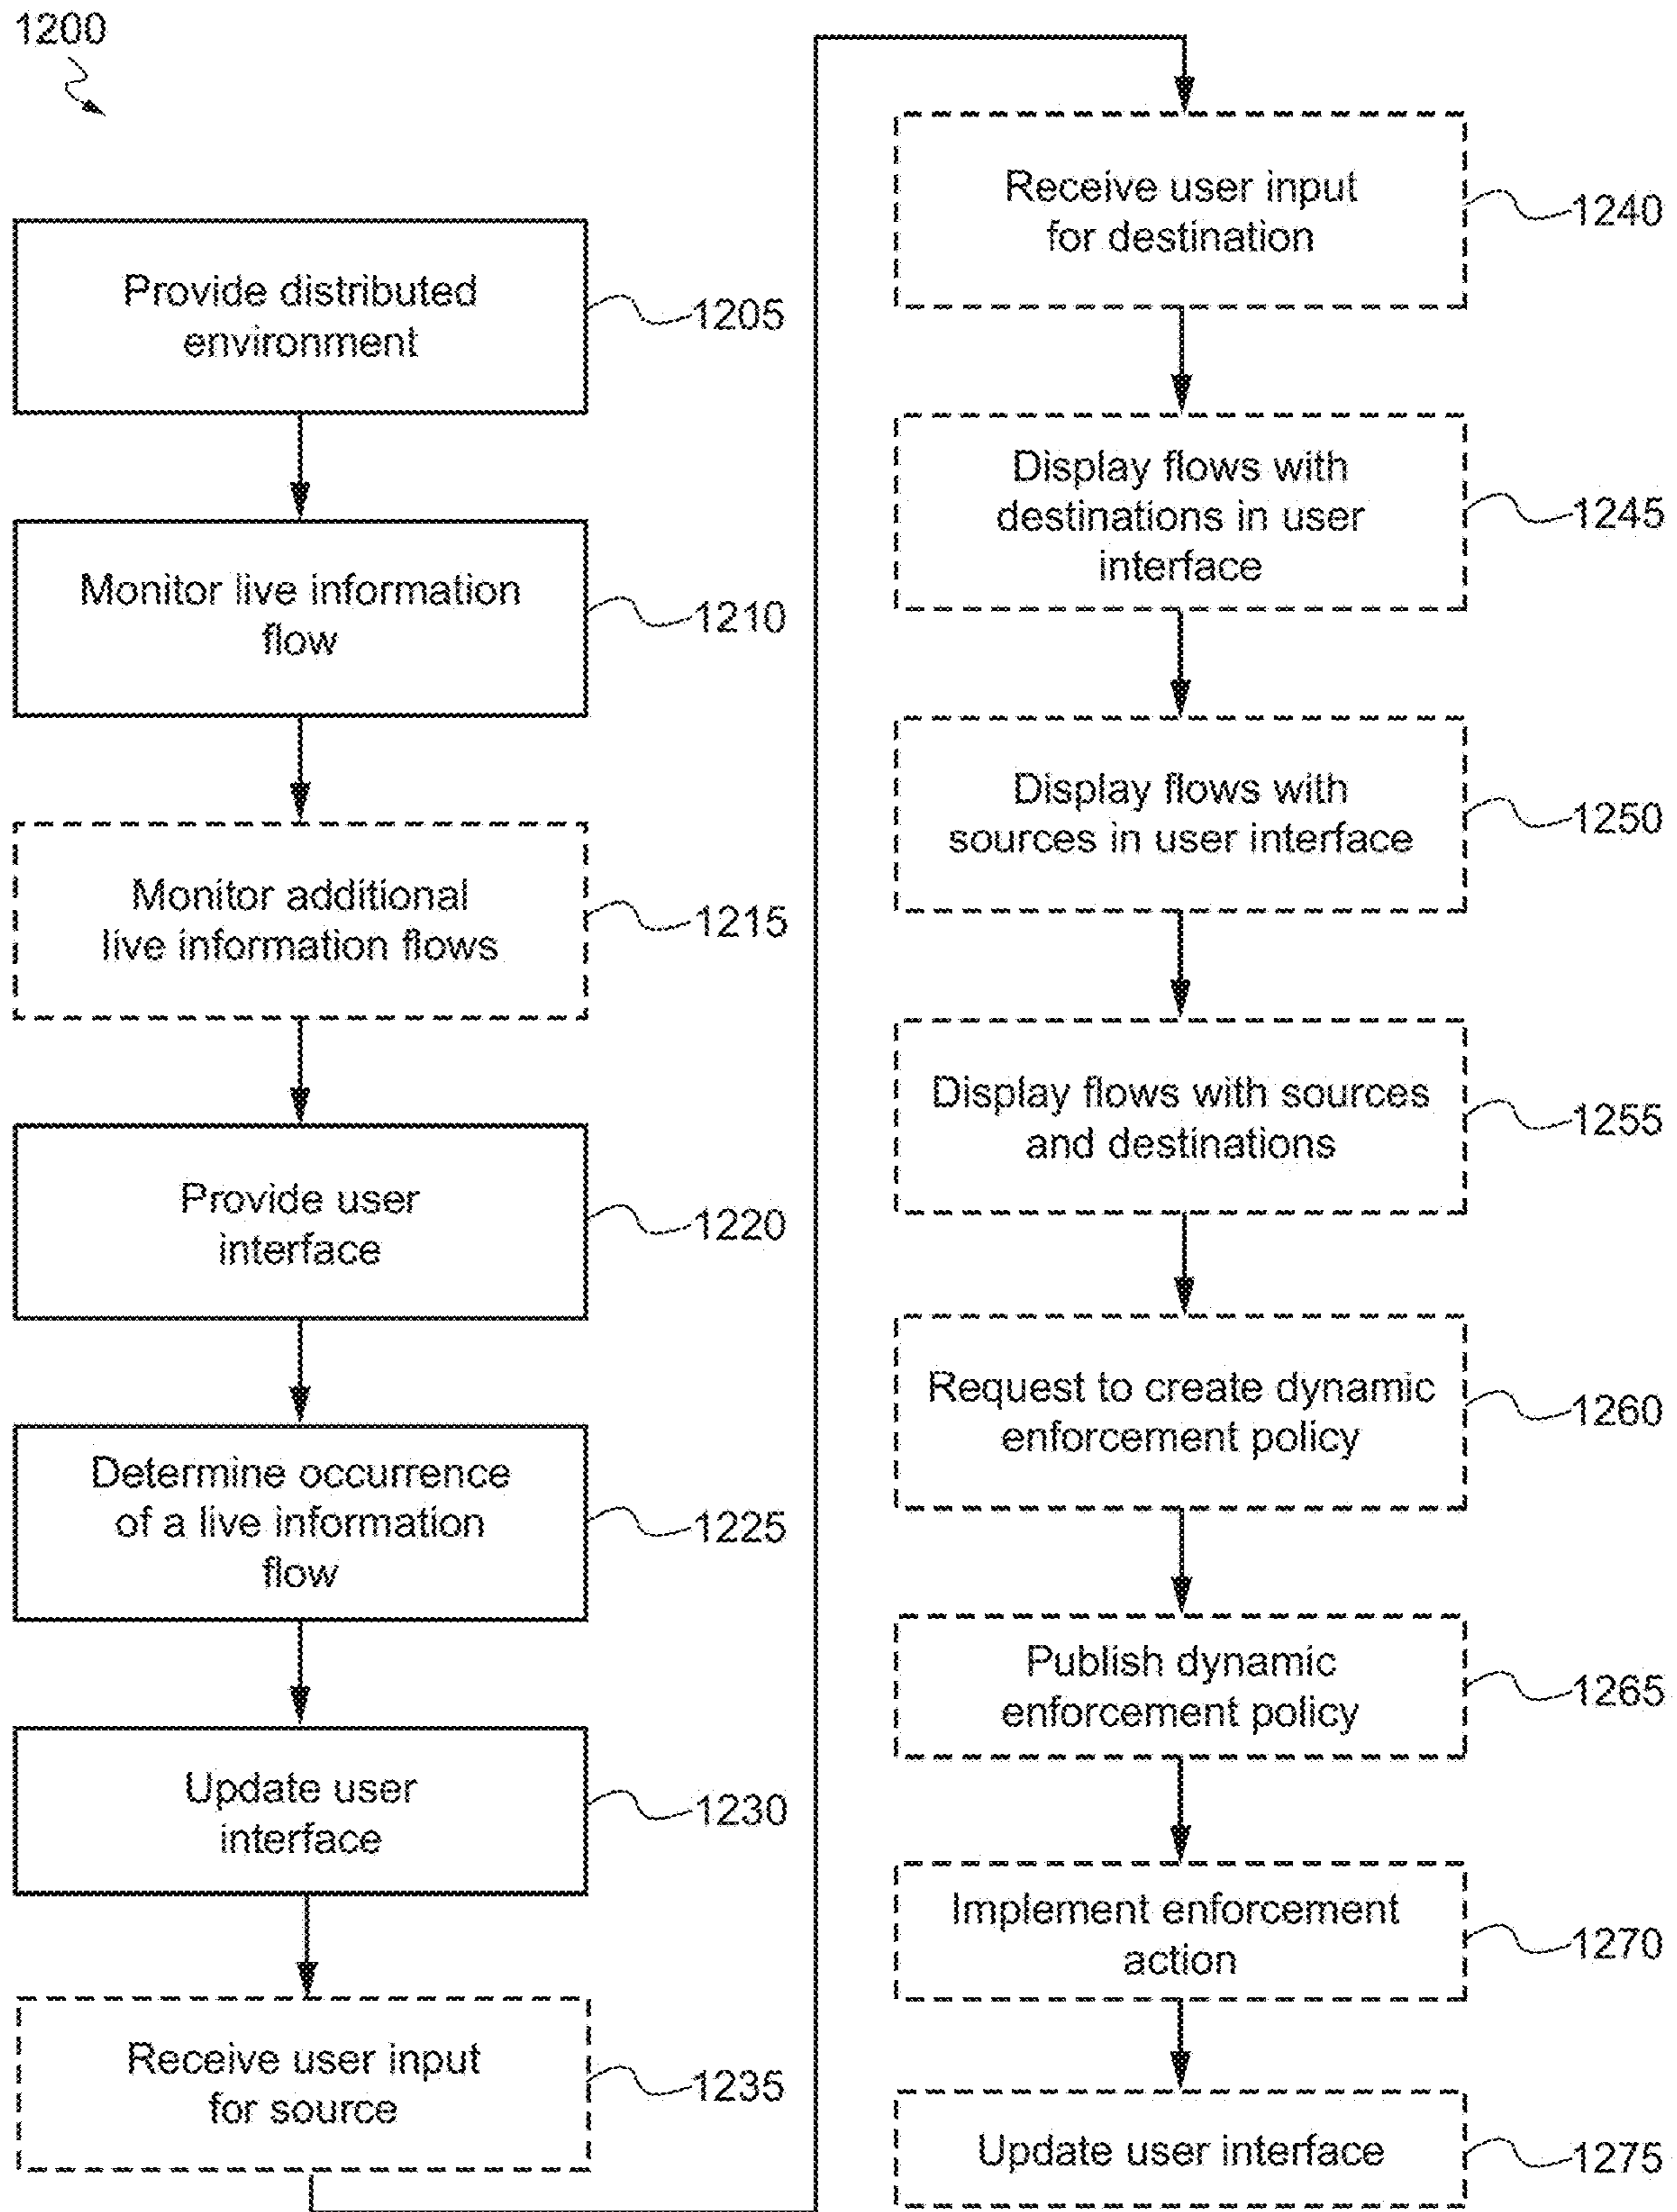 1200
Provide distributed
environment
1205
Monitor live information
flow
1210
Monitor additional
live information flows
1215
Provide user
interface
1220
Determine occurrence
of a live information
flow
1225
Update user
interface
1230
Receive user input
for source
1235
Receive user input
for destination
1240
Display flows with
destinations in user
interface
1245
Display flows with
sources in user interface
1250
Display flows with sources
and destinations
1255
Request to create dynamic
enforcement policy
1260
Publish dynamic
enforcement policy
1265
Implement enforcement
action
1270
Update user interface
1275